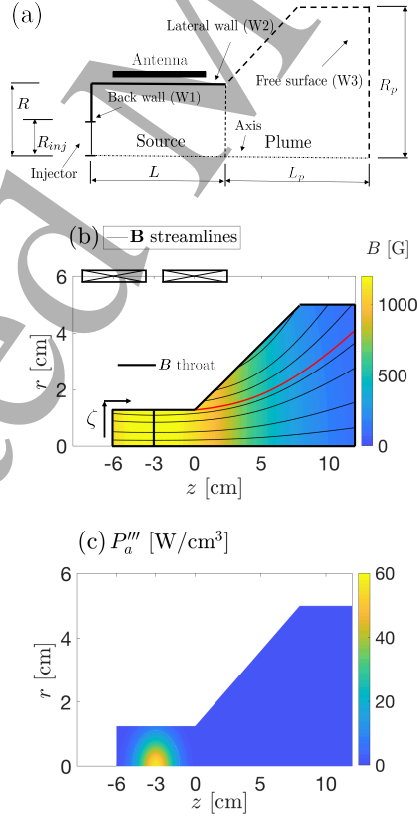 (a)
Lateral wall (W2)
Antenna
Free surface (W3)
Back wall (W1)
R
R_p
R_inj
Axis
Source
Plume
Injector
L
L_p
(b)
B streamlines
B [G]
6
1000
4
r [cm]
B throat
500
2
ζ
0
0
-6 -3 0 5 10
z [cm]
(c) P_a''' [W/cm³]
6
60
4
40
r [cm]
2
20
0
0
-6 -3 0 5 10
z [cm]